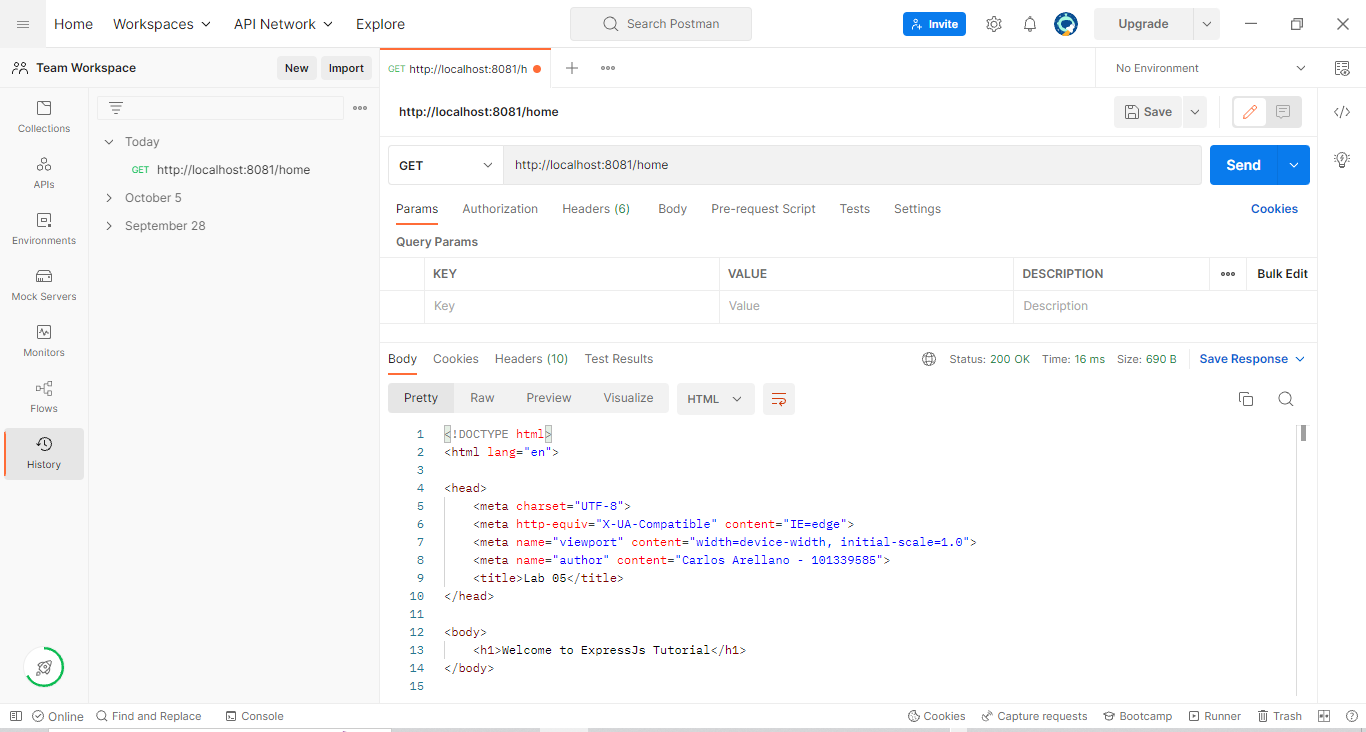 Home Workspaces API Network Explore Search Postman Invite Upgrade
Team Workspace New Import GET http://localhost:8081/h No Environment
Collections
APIs
Environments
Mock Servers
Monitors
Flows
History
Today
GET http://localhost:8081/home
October 5
September 28
http://localhost:8081/home Save
GET http://localhost:8081/home Send
Params Authorization Headers (6) Body Pre-request Script Tests Settings Cookies
Query Params
KEY VALUE DESCRIPTION Bulk Edit
Key Value Description
Body Cookies Headers (10) Test Results Status: 200 OK Time: 16 ms Size: 690 B Save Response
Pretty Raw Preview Visualize HTML
1 <!DOCTYPE html>
2 <html lang="en">
3
4 <head>
5 <meta charset="UTF-8">
6 <meta http-equiv="X-UA-Compatible" content="IE=edge">
7 <meta name="viewport" content="width=device-width, initial-scale=1.0">
8 <meta name="author" content="Carlos Arellano - 101339585">
9 <title>Lab 05</title>
10 </head>
11
12 <body>
13 <h1>Welcome to ExpressJs Tutorial</h1>
14 </body>
15
Online Find and Replace Console Cookies Capture requests Bootcamp Runner Trash